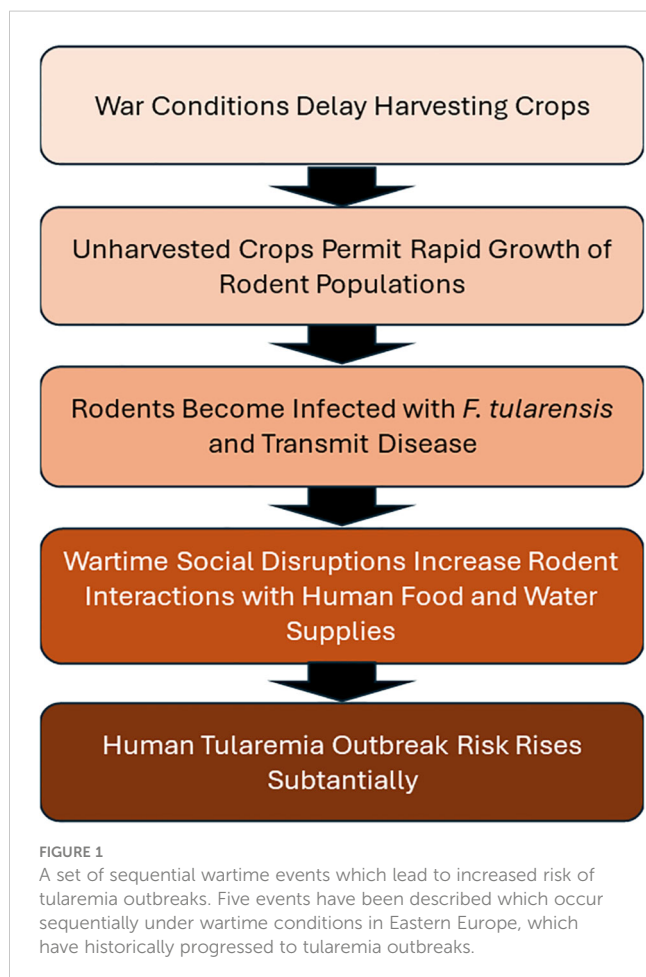 War Conditions Delay Harvesting Crops
Unharvested Crops Permit Rapid Growth of
Rodent Populations
Rodents Become Infected with F. tularensis
and Transmit Disease
Wartime Social Disruptions Increase Rodent
Interactions with Human Food and Water
Supplies
Human Tularemia Outbreak Risk Rises
Subtantially
FIGURE 1
A set of sequential wartime events which lead to increased risk of
tularemia outbreaks. Five events have been described which occur
sequentially under wartime conditions in Eastern Europe, which
have historically progressed to tularemia outbreaks.